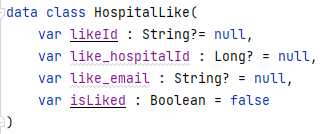 data class HospitalLike(
var likeId : String?= null,
var like_hospitalId : Long? = null,
var like_email : String? = null,
var isLiked : Boolean = false
)